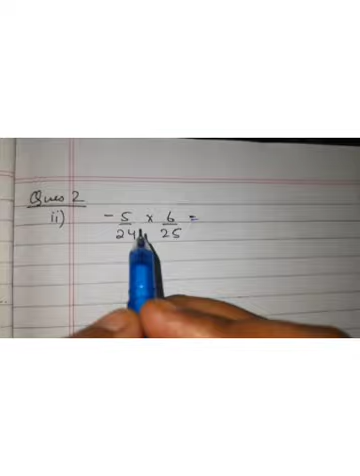 Ques 2
ii) - 5/24 × 6/25 =